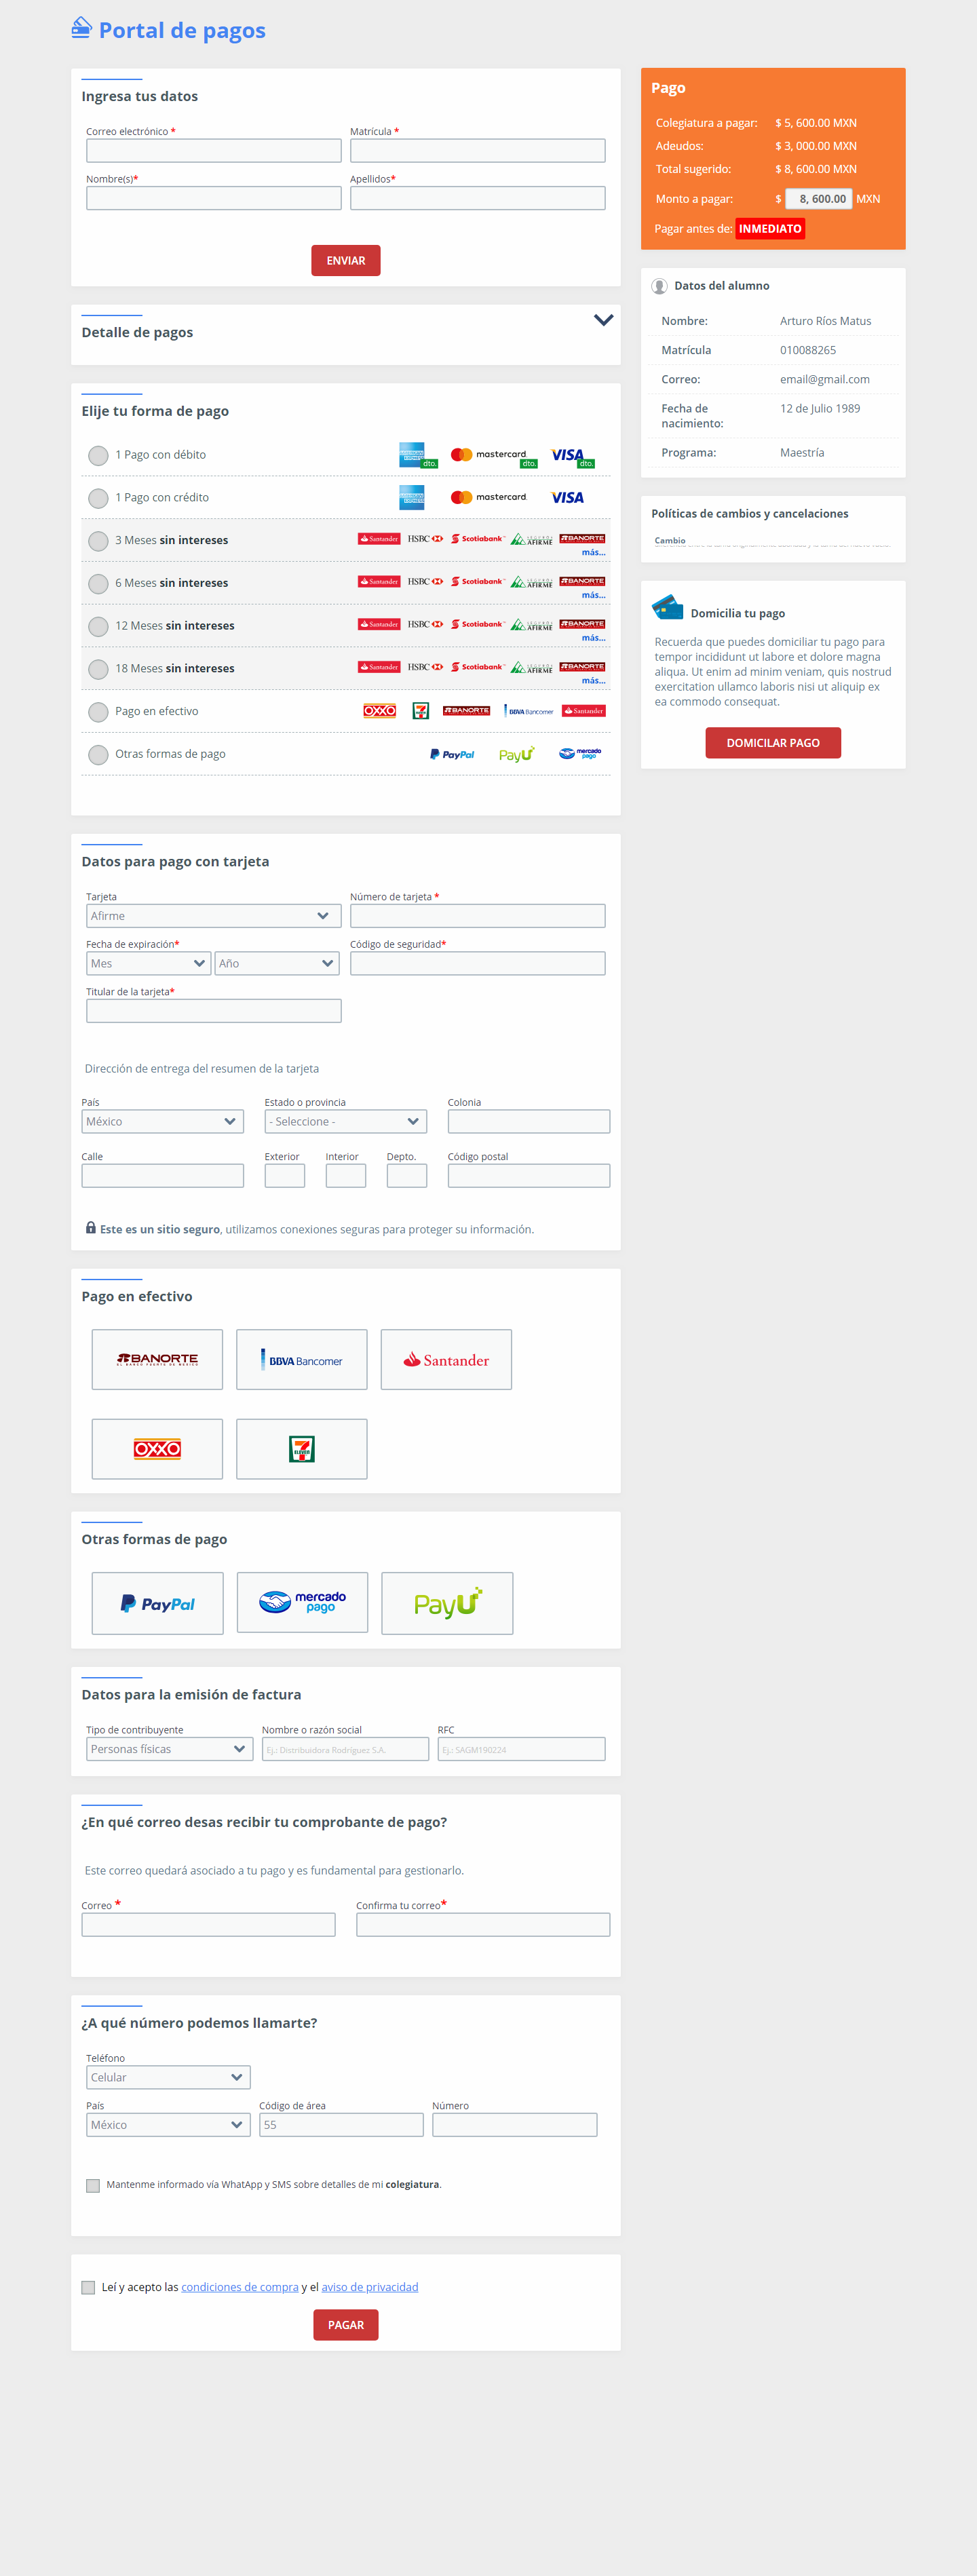 Portal de pagos
Ingresa tus datos
Correo electrónico *
Matrícula *
Nombre(s)*
Apellidos*
ENVIAR
Detalle de pagos
Elije tu forma de pago
1 Pago con débito
dto. mastercard dto. VISA dto.
1 Pago con crédito
mastercard VISA
3 Meses sin intereses
Santander HSBC Scotiabank AFIRME BANORTE
más...
6 Meses sin intereses
Santander HSBC Scotiabank AFIRME BANORTE
más...
12 Meses sin intereses
Santander HSBC Scotiabank AFIRME BANORTE
más...
18 Meses sin intereses
Santander HSBC Scotiabank AFIRME BANORTE
más...
Pago en efectivo
OXXO 7 BANORTE BBVA Bancomer Santander
Otras formas de pago
PayPal PayU mercado pago
Datos para pago con tarjeta
Tarjeta
Afirme
Número de tarjeta *
Fecha de expiración*
Mes
Año
Código de seguridad*
Titular de la tarjeta*
Dirección de entrega del resumen de la tarjeta
País
México
Estado o provincia
- Seleccione -
Colonia
Calle
Exterior
Interior
Depto.
Código postal
Este es un sitio seguro, utilizamos conexiones seguras para proteger su información.
Pago en efectivo
BANORTE
EL BANCO FUERTE DE MÉXICO
BBVA Bancomer
Santander
OXXO
7 ELEVEN
Otras formas de pago
PayPal
mercado
pago
PayU
Datos para la emisión de factura
Tipo de contribuyente
Personas físicas
Nombre o razón social
Ej.: Distribuidora Rodríguez S.A.
RFC
Ej.: SAGM190224
¿En qué correo desas recibir tu comprobante de pago?
Este correo quedará asociado a tu pago y es fundamental para gestionarlo.
Correo *
Confirma tu correo*
¿A qué número podemos llamarte?
Teléfono
Celular
País
México
Código de área
55
Número
Mantenme informado vía WhatApp y SMS sobre detalles de mi colegiatura.
Leí y acepto las condiciones de compra y el aviso de privacidad
PAGAR
Pago
Colegiatura a pagar: $ 5, 600.00 MXN
Adeudos: $ 3, 000.00 MXN
Total sugerido: $ 8, 600.00 MXN
Monto a pagar: $ 8, 600.00 MXN
Pagar antes de: INMEDIATO
Datos del alumno
Nombre: Arturo Ríos Matus
Matrícula 010088265
Correo: email@gmail.com
Fecha de 12 de Julio 1989
nacimiento:
Programa: Maestría
Políticas de cambios y cancelaciones
Cambio
Domicilia tu pago
Recuerda que puedes domiciliar tu pago para
tempor incididunt ut labore et dolore magna
aliqua. Ut enim ad minim veniam, quis nostrud
exercitation ullamco laboris nisi ut aliquip ex
ea commodo consequat.
DOMICILAR PAGO